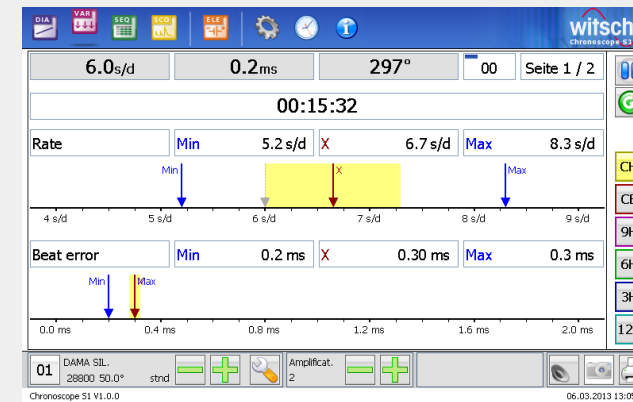 DIA VAR SEQ SCO ELE witsch
Chronoscope S1
6.0s/d 0.2ms 297° 00 Seite 1 / 2
00:15:32
Rate Min 5.2 s/d X 6.7 s/d Max 8.3 s/d
Min X Max
4 s/d 5 s/d 6 s/d 7 s/d 8 s/d 9 s/d
Beat error Min 0.2 ms X 0.30 ms Max 0.3 ms
Min Max
0.0 ms 0.4 ms 0.8 ms 1.2 ms 1.6 ms 2.0 ms
CH
9H
6H
3H
01 DAMA SIL. Amplificat.
28800 50.0° stnd 2
Chronoscope S1 V1.0.0 06.03.2013 13:05